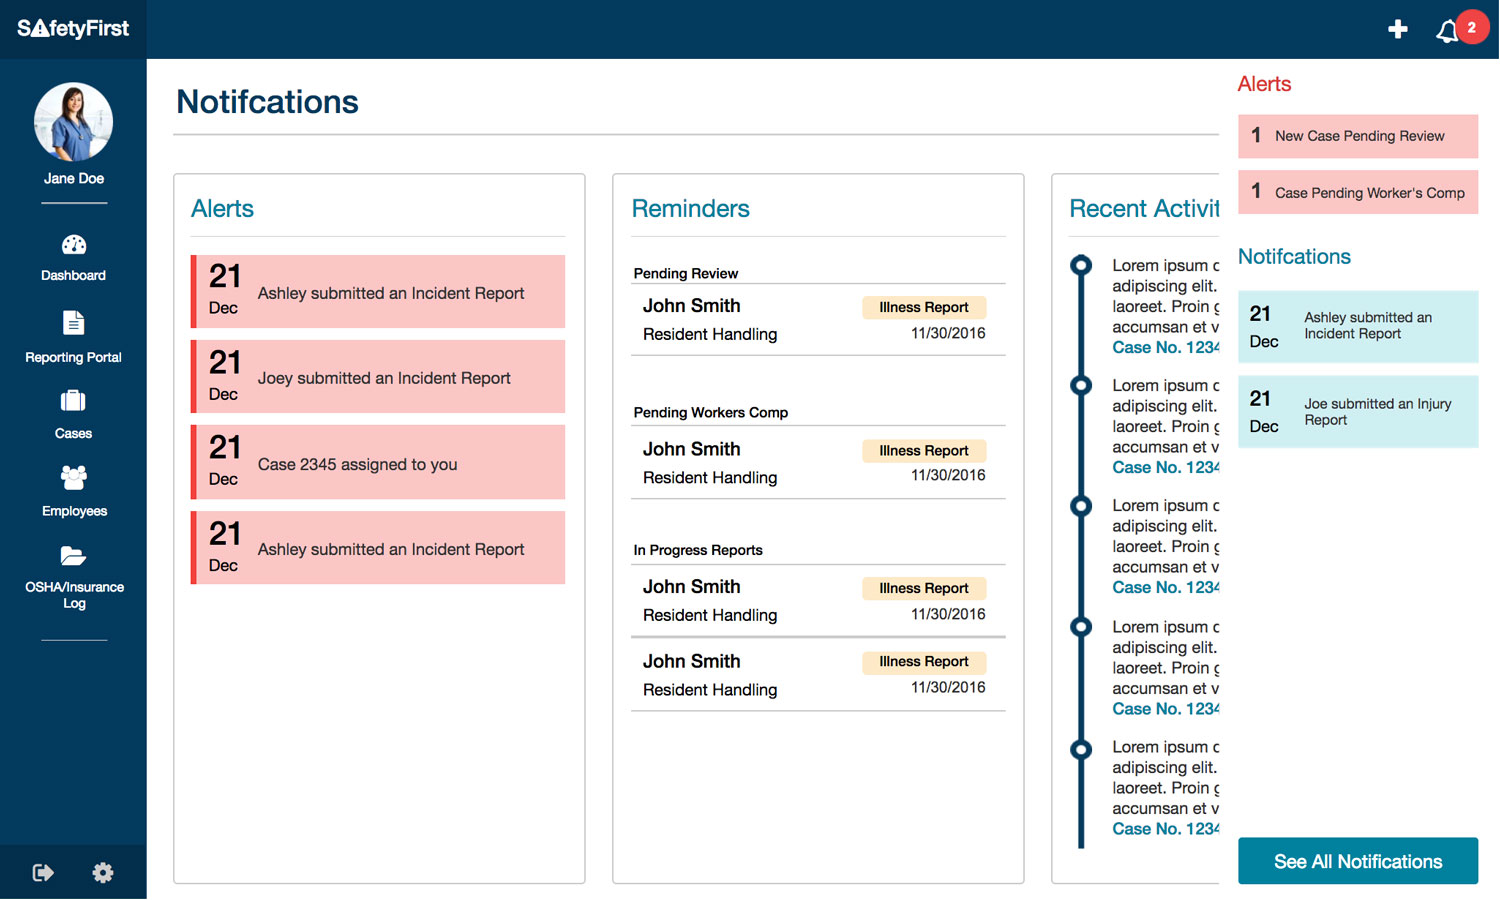 SAfetyFirst
2
Jane Doe
Dashboard
Reporting Portal
Cases
Employees
OSHA/Insurance
Log
Notifcations
Alerts
21
Dec
Ashley submitted an Incident Report
21
Dec
Joey submitted an Incident Report
21
Dec
Case 2345 assigned to you
21
Dec
Ashley submitted an Incident Report
Reminders
Pending Review
John Smith
Illness Report
Resident Handling
11/30/2016
Pending Workers Comp
John Smith
Illness Report
Resident Handling
11/30/2016
In Progress Reports
John Smith
Illness Report
Resident Handling
11/30/2016
John Smith
Illness Report
Resident Handling
11/30/2016
Recent Activit
Lorem ipsum
adipiscing elit.
laoreet. Proin
accumsan et v
Case No. 1234
Lorem ipsum
adipiscing elit.
laoreet. Proin
accumsan et v
Case No. 1234
Lorem ipsum
adipiscing elit.
laoreet. Proin
accumsan et v
Case No. 1234
Lorem ipsum
adipiscing elit.
laoreet. Proin
accumsan et v
Case No. 1234
Lorem ipsum
adipiscing elit.
laoreet. Proin
accumsan et v
Case No. 1234
Alerts
1 New Case Pending Review
1 Case Pending Worker's Comp
Notifcations
21
Dec
Ashley submitted an
Incident Report
21
Dec
Joe submitted an Injury
Report
See All Notifications